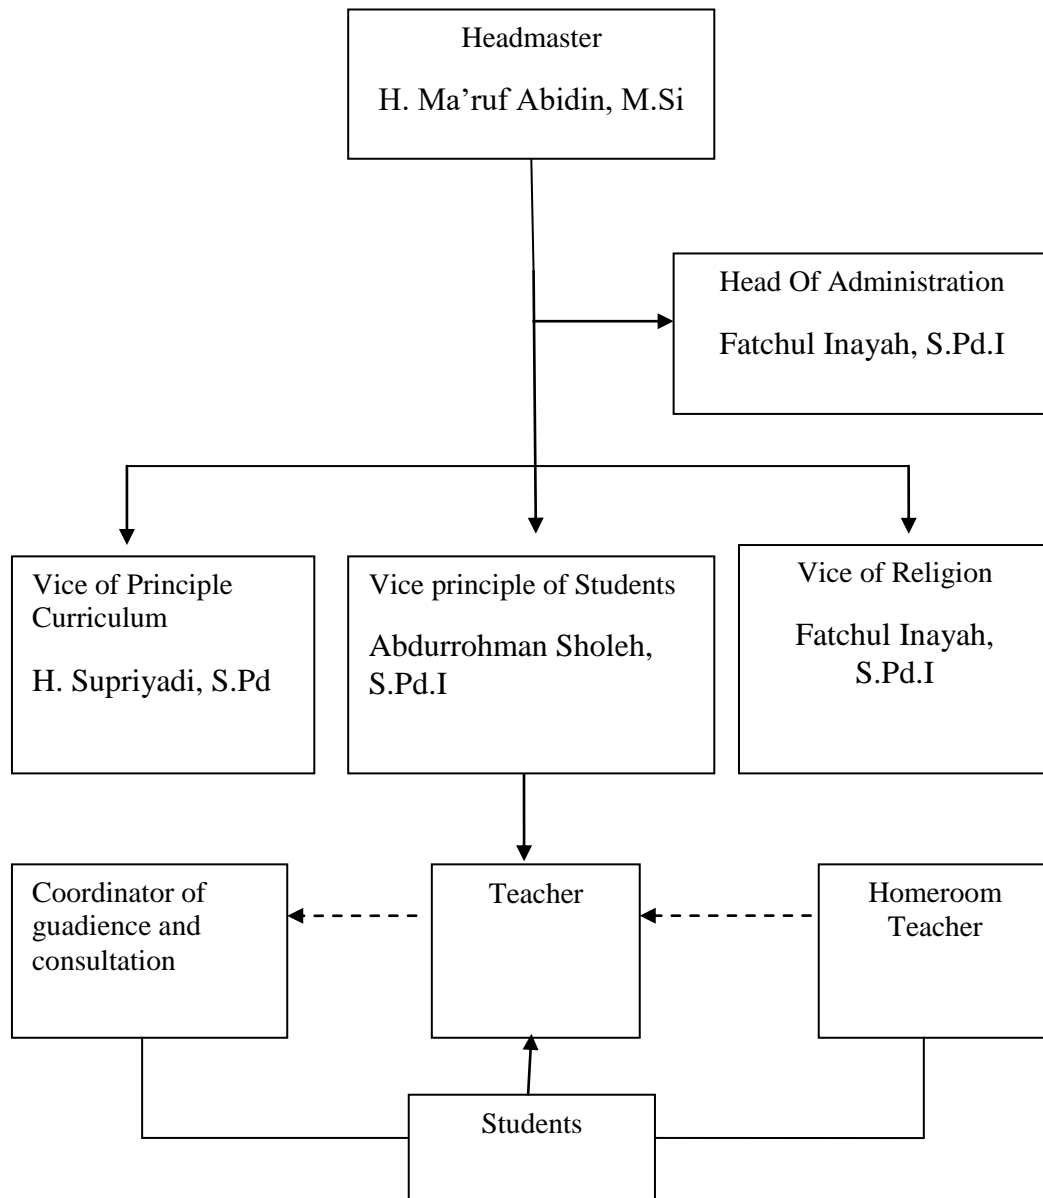 Headmaster
H. Ma’ruf Abidin, M.Si
Head Of Administration
Fatchul Inayah, S.Pd.I
Vice of Principle
Curriculum
H. Supriyadi, S.Pd
Vice principle of Students
Abdurrohman Sholeh,
S.Pd.I
Vice of Religion
Fatchul Inayah,
S.Pd.I
Coordinator of
guadience and
consultation
Teacher
Homeroom
Teacher
Students